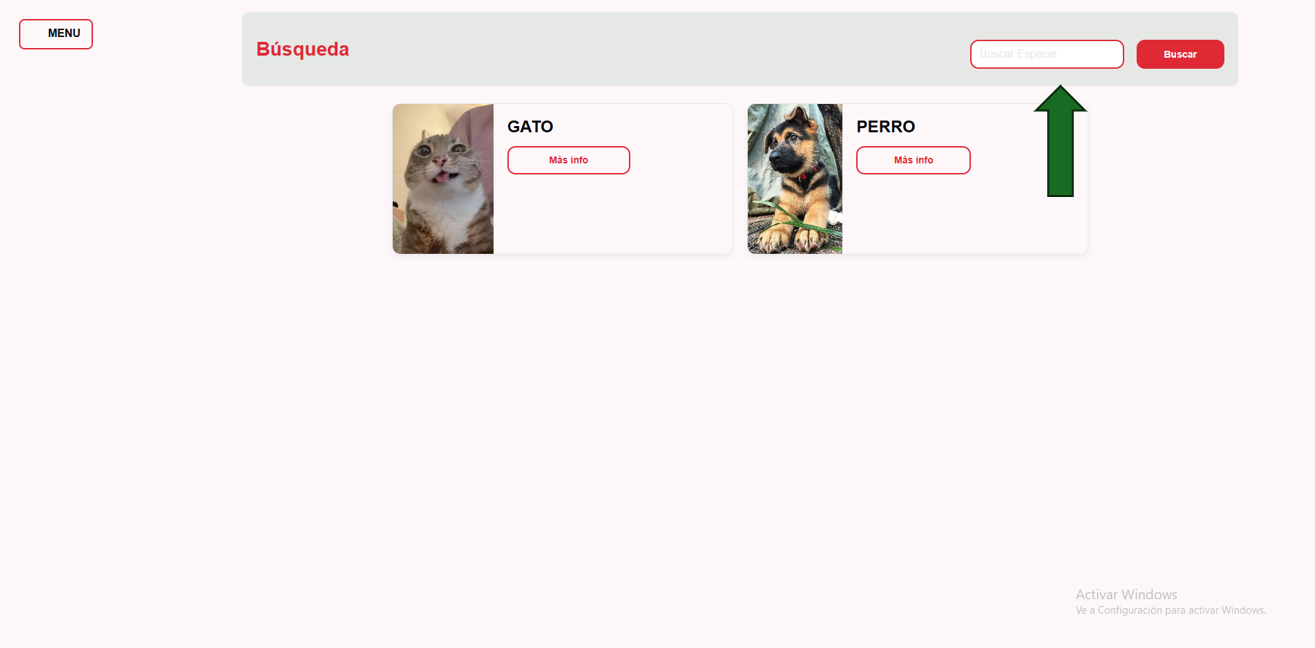 MENU
Búsqueda
Buscar Especie
Buscar
GATO
Más info
PERRO
Más info
Activar Windows
Ve a Configuración para activar Windows.